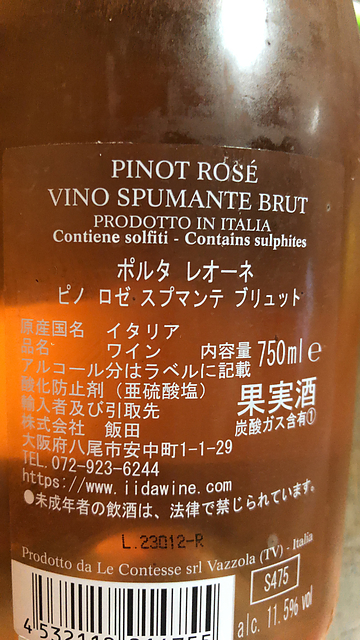 PINOT ROSÉ
VINO SPUMANTE BRUT
PRODOTTO IN ITALIA
Contiene solfiti - Contains sulphites
ポルタ レオーネ
ピノ ロゼ スプマンテ ブリュット
原産国名 イタリア
品名 ワイン 内容量 750ml e
アルコール分はラベルに記載
酸化防止剤（亜硫酸塩） 果実酒
輸入者及び引取先 炭酸ガス含有①
株式会社 飯田
大阪府八尾市安中町1-1-29
TEL.072-923-6244
https://www.iidawine.com
●未成年者の飲酒は、法律で禁じられています。
L.23012-R
Prodotto da Le Contesse srl Vazzola (TV) - Italia
S475
alc. 11.5% vol